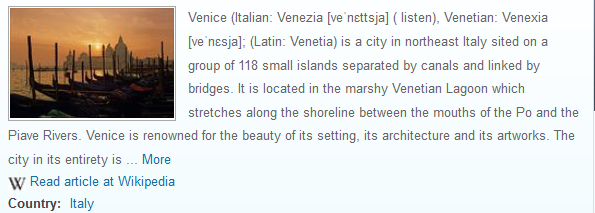 Venice (Italian: Venezia [veˈnɛttsja] ( listen), Venetian: Venexia
[veˈnɛsja]; (Latin: Venetia) is a city in northeast Italy sited on a
group of 118 small islands separated by canals and linked by
bridges. It is located in the marshy Venetian Lagoon which
stretches along the shoreline between the mouths of the Po and the
Piave Rivers. Venice is renowned for the beauty of its setting, its architecture and its artworks. The
city in its entirety is ... More
W Read article at Wikipedia
Country: Italy